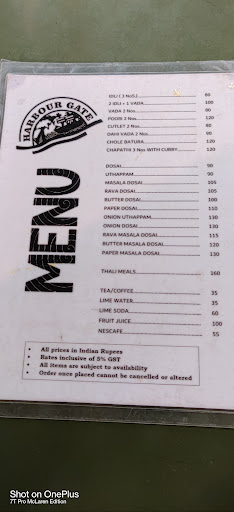 HARBOUR GATE
MENU
IDLI ( 3 NoS.) 80
2 IDLI + 1 VADA 100
VADA 2 Nos 80
POORI 2 Nos 120
CUTLET 2 Nos 90
DAHI VADA 2 Nos 90
CHOLE BATURA 115
CHAPATHI 3 Nos WITH CURRY 120
DOSAI 90
UTHAPPAM 90
MASALA DOSAI 105
RAVA DOSAI 105
BUTTER DOSAI 100
PAPER DOSAI 110
ONION UTHAPPAM 130
ONION DOSAI 130
RAVA MASALA DOSAI 115
BUTTER MASALA DOSAI 120
PAPER MASALA DOSAI 130
THALI MEALS 160
TEA/COFFEE 35
LIME WATER 35
LIME SODA 60
FRUIT JUICE 100
NESCAFE 55
• All prices in Indian Rupees
• Rates inclusive of 5% GST
• All items are subject to availability
• Order once placed cannot be cancelled or altered
Shot on OnePlus
7T Pro McLaren Edition